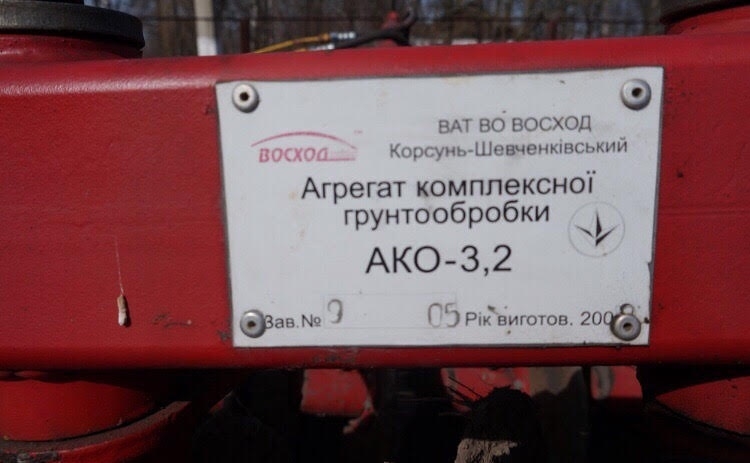 ВОСХОД
ВАТ ВО ВОСХОД
Корсунь-Шевченківський
Агрегат комплексної
грунтообробки
АКО-3,2
Зав.№ 9 05 Рік виготов.